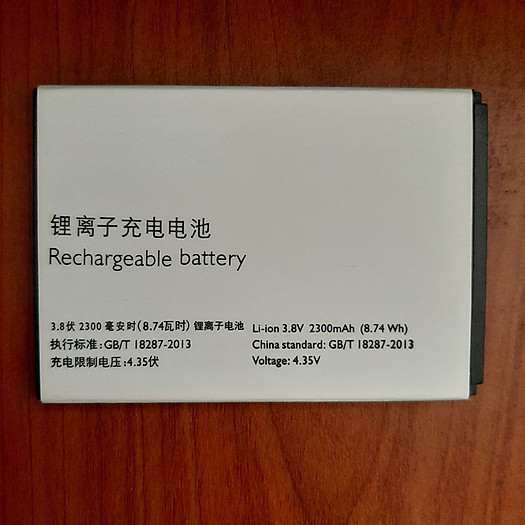 锂离子充电电池
Rechargeable battery
3.8伏 2300 毫安时(8.74瓦时) 锂离子电池
执行标准: GB/T 18287-2013
充电限制电压: 4.35伏
Li-ion 3.8V 2300mAh (8.74 Wh)
China standard: GB/T 18287-2013
Voltage: 4.35V